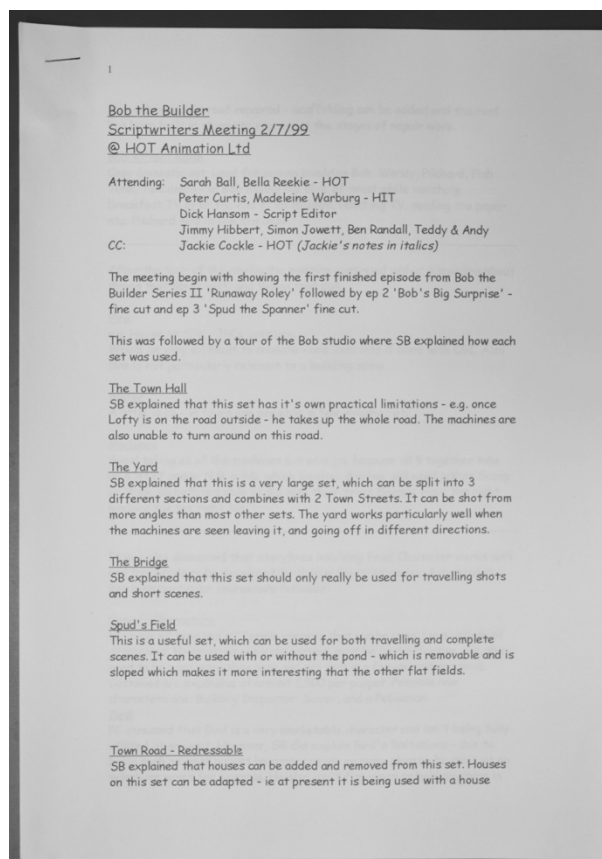 1
Bob the Builder
Scriptwriters Meeting 2/7/99
@ HOT Animation Ltd
Attending: Sarah Ball, Bella Reekie - HOT
Peter Curtis, Madeleine Warburg - HIT
Dick Hansom - Script Editor
Jimmy Hibbert, Simon Jowett, Ben Randall, Teddy & Andy
CC: Jackie Cockle - HOT (Jackie's notes in italics)
The meeting begin with showing the first finished episode from Bob the
Builder Series II 'Runaway Roley' followed by ep 2 'Bob's Big Surprise' -
fine cut and ep 3 'Spud the Spanner' fine cut.
This was followed by a tour of the Bob studio where SB explained how each
set was used.
The Town Hall
SB explained that this set has it's own practical limitations - e.g. once
Lofty is on the road outside - he takes up the whole road. The machines are
also unable to turn around on this road.
The Yard
SB explained that this is a very large set, which can be split into 3
different sections and combines with 2 Town Streets. It can be shot from
more angles than most other sets. The yard works particularly well when
the machines are seen leaving it, and going off in different directions.
The Bridge
SB explained that this set should only really be used for travelling shots
and short scenes.
Spud's Field
This is a useful set, which can be used for both travelling and complete
scenes. It can be used with or without the pond - which is removable and is
sloped which makes it more interesting that the other flat fields.
Town Road - Redressable
SB explained that houses can be added and removed from this set. Houses
on this set can be adapted - ie at present it is being used with a house